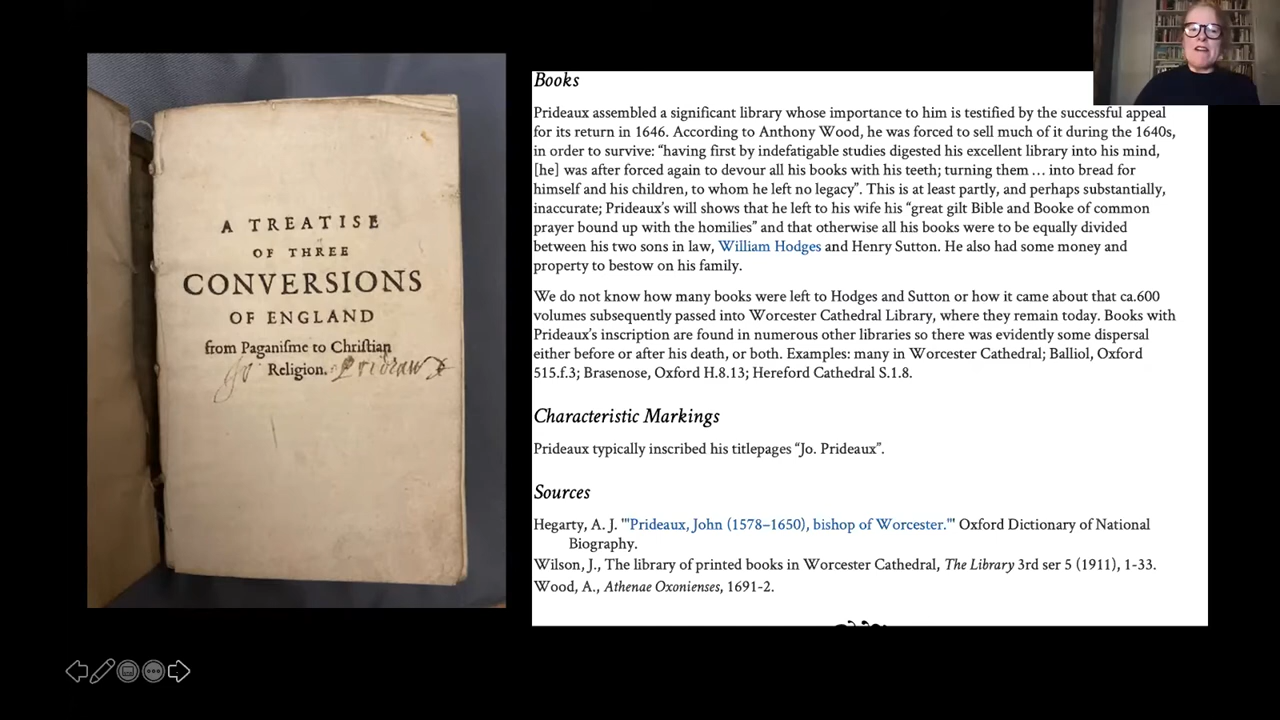 A TREATISE
OF THREE
CONVERSIONS
OF ENGLAND
from Paganiſme to Chriſtian
Religion.
Jo Prideaux
Books
Prideaux assembled a significant library whose importance to him is testified by the successful appeal
for its return in 1646. According to Anthony Wood, he was forced to sell much of it during the 1640s,
in order to survive: “having first by indefatigable studies digested his excellent library into his mind,
[he] was after forced again to devour all his books with his teeth; turning them … into bread for
himself and his children, to whom he left no legacy”. This is at least partly, and perhaps substantially,
inaccurate; Prideaux’s will shows that he left to his wife his “great gilt Bible and Booke of common
prayer bound up with the homilies” and that otherwise all his books were to be equally divided
between his two sons in law, William Hodges and Henry Sutton. He also had some money and
property to bestow on his family.
We do not know how many books were left to Hodges and Sutton or how it came about that ca.600
volumes subsequently passed into Worcester Cathedral Library, where they remain today. Books with
Prideaux’s inscription are found in numerous other libraries so there was evidently some dispersal
either before or after his death, or both. Examples: many in Worcester Cathedral; Balliol, Oxford
515.f.3; Brasenose, Oxford H.8.13; Hereford Cathedral S.1.8.
Characteristic Markings
Prideaux typically inscribed his titlepages “Jo. Prideaux”.
Sources
Hegarty, A. J. "'Prideaux, John (1578–1650), bishop of Worcester.'" Oxford Dictionary of National
Biography.
Wilson, J., The library of printed books in Worcester Cathedral, The Library 3rd ser 5 (1911), 1-33.
Wood, A., Athenae Oxonienses, 1691-2.